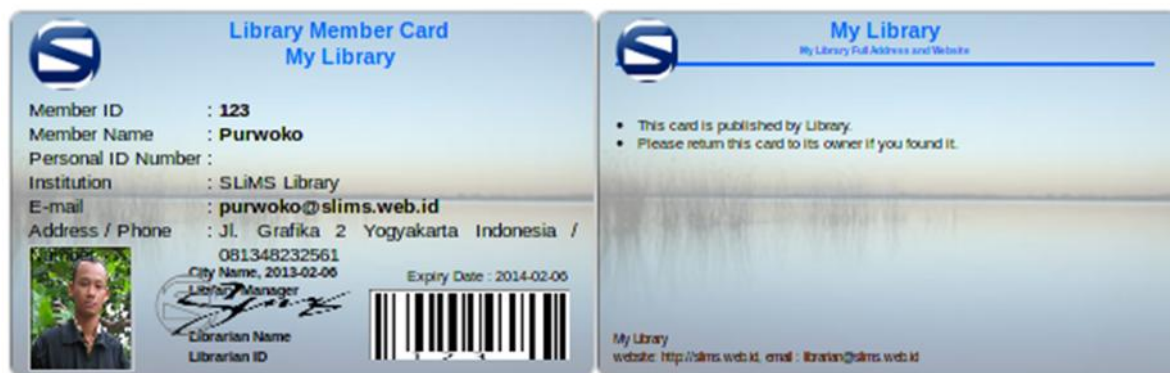 Library Member Card
My Library
Member ID : 123
Member Name : Purwoko
Personal ID Number :
Institution : SLiMS Library
E-mail : purwoko@slims.web.id
Address / Phone : Jl. Grafika 2 Yogyakarta Indonesia /
Number 081348232561
City Name, 2013-02-06
Library Manager
Librarian Name
Librarian ID
Expiry Date : 2014-02-06
My Library
My Library Full Address and Website
• This card is published by Library.
• Please return this card to its owner if you found it.
My Library
website: http://slims.web.id, email : librarian@slims.web.id